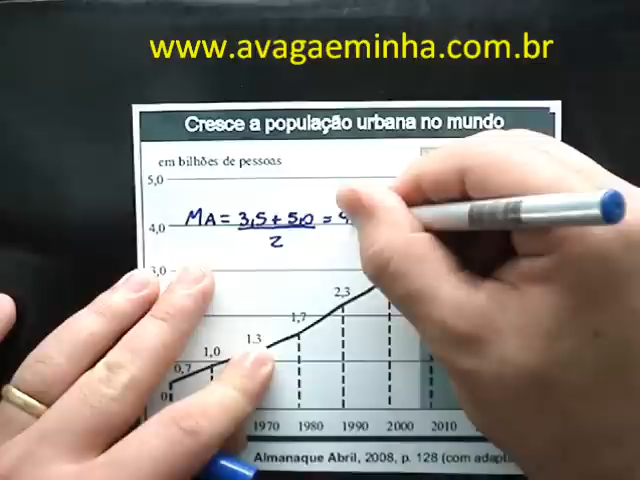 www.avagaeminha.com.br
Cresce a população urbana no mundo
em bilhões de pessoas
5,0
4,0
MA = 3,5 + 5,0 = 4
2
3,0
2,3
1,7
1.3
1,0
0,7
0
1970 1980 1990 2000 2010
Almanaque Abril, 2008, p. 128 (com